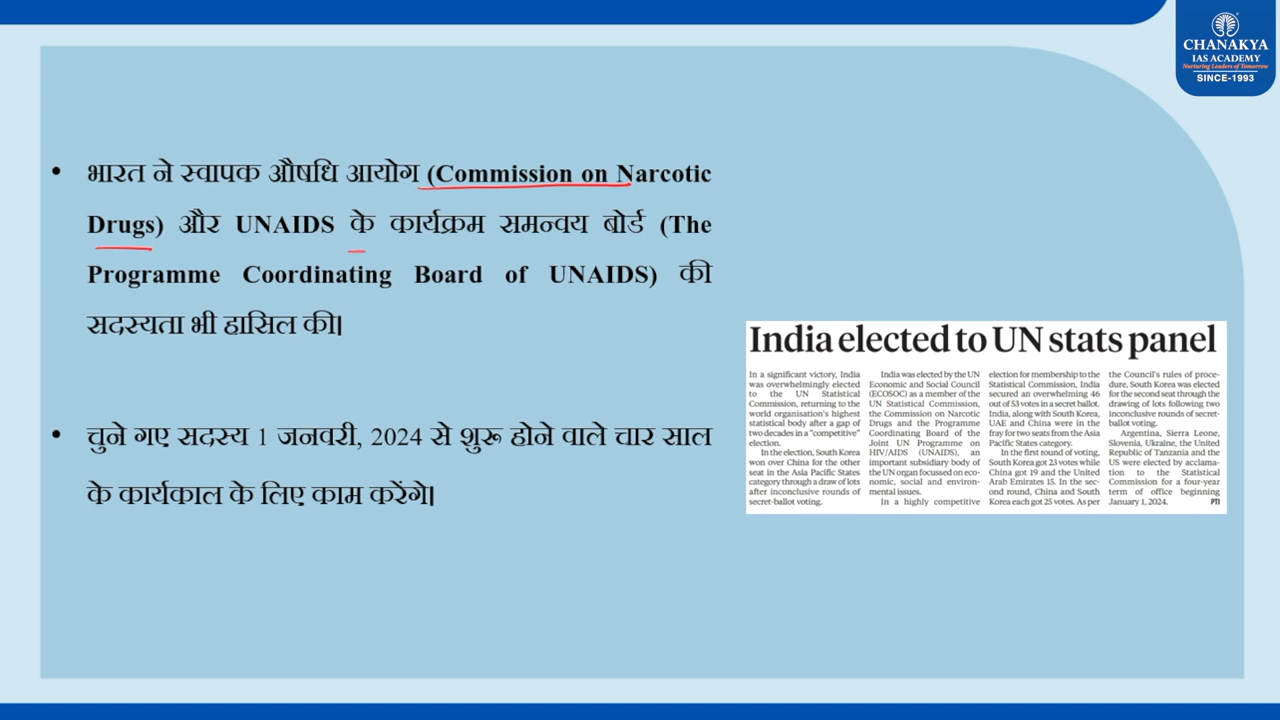 CHANAKYA
IAS ACADEMY
Nurturing Leaders of Tomorrow
SINCE-1993
• भारत ने स्वापक औषधि आयोग (Commission on Narcotic
Drugs) और UNAIDS के कार्यक्रम समन्वय बोर्ड (The
Programme Coordinating Board of UNAIDS) की
सदस्यता भी हासिल की।
• चुने गए सदस्य 1 जनवरी, 2024 से शुरू होने वाले चार साल
के कार्यकाल के लिए काम करेंगे।
India elected to UN stats panel
In a significant victory, India
was overwhelmingly elected
to the UN Statistical
Commission, returning to the
world organisation's highest
statistical body after a gap of
two decades in a "competitive"
election.
In the election, South Korea
won over China for the other
seat in the Asia Pacific States
category through a draw of lots
after inconclusive rounds of
secret-ballot voting.
India was elected by the UN
Economic and Social Council
(ECOSOC) as a member of the
UN Statistical Commission,
the Commission on Narcotic
Drugs and the Programme
Coordinating Board of the
Joint UN Programme on
HIV/AIDS (UNAIDS), an
important subsidiary body of
the UN organ focussed on eco-
nomic, social and environ-
mental issues.
In a highly competitive
election for membership to the
Statistical Commission, India
secured an overwhelming 46
out of 53 votes in a secret ballot.
India, along with South Korea,
UAE and China were in the
fray for two seats from the Asia
Pacific States category.
In the first round of voting,
South Korea got 23 votes while
China got 19 and the United
Arab Emirates 15. In the sec-
ond round, China and South
Korea each got 25 votes. As per
the Council's rules of proce-
dure, South Korea was elected
for the second seat through the
drawing of lots following two
inconclusive rounds of secret-
ballot voting.
Argentina, Sierra Leone,
Slovenia, Ukraine, the United
Republic of Tanzania and the
US were elected by acclama-
tion to the Statistical
Commission for a four-year
term of office beginning
January 1, 2024. PTI